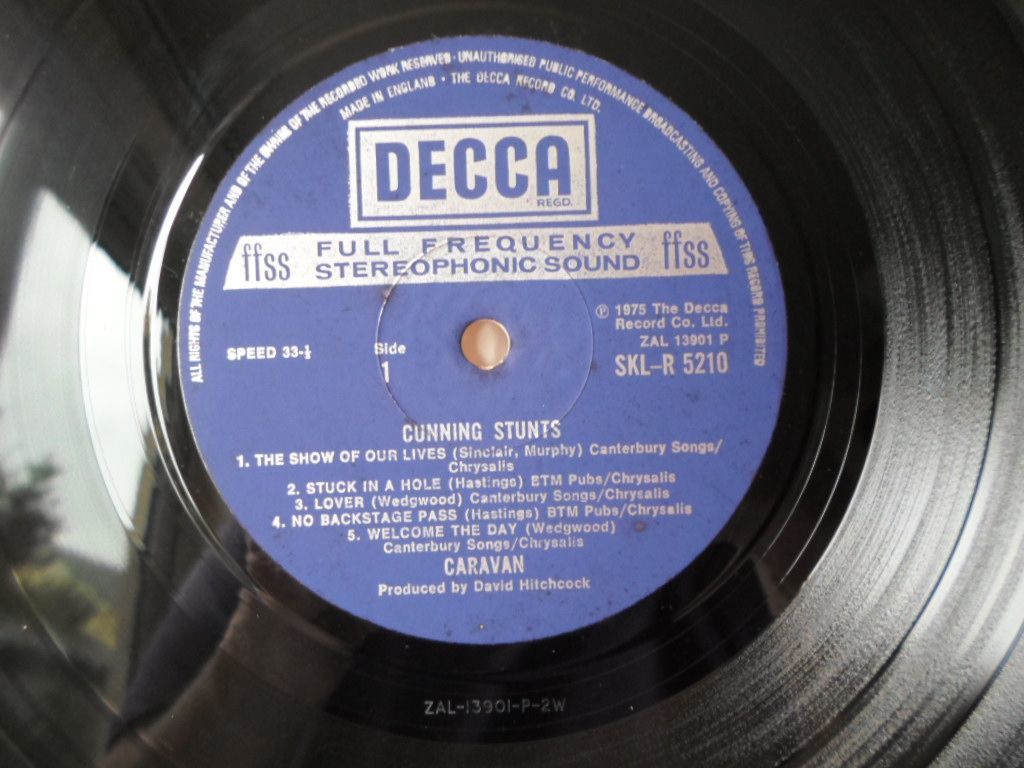 ALL RIGHTS OF THE MANUFACTURER AND OF THE OWNER OF THE RECORDED WORK RESERVED · UNAUTHORISED PUBLIC PERFORMANCE BROADCASTING AND COPYING OF THIS RECORD PROHIBITED
MADE IN ENGLAND · THE DECCA RECORD CO. LTD.
DECCA
REGD.
ffss FULL FREQUENCY ffss
STEREOPHONIC SOUND
℗ 1975 The Decca
Record Co. Ltd.
ZAL 13901 P
SPEED 33-⅓ Side SKL–R 5210
1
CUNNING STUNTS
1. THE SHOW OF OUR LIVES (Sinclair, Murphy) Canterbury Songs/
Chrysalis
2. STUCK IN A HOLE (Hastings) BTM Pubs/Chrysalis
3. LOVER (Wedgwood) Canterbury Songs/Chrysalis
4. NO BACKSTAGE PASS (Hastings) BTM Pubs/Chrysalis
5. WELCOME THE DAY (Wedgwood)
Canterbury Songs/Chrysalis
CARAVAN
Produced by David Hitchcock
ZAL-13901-P-2W